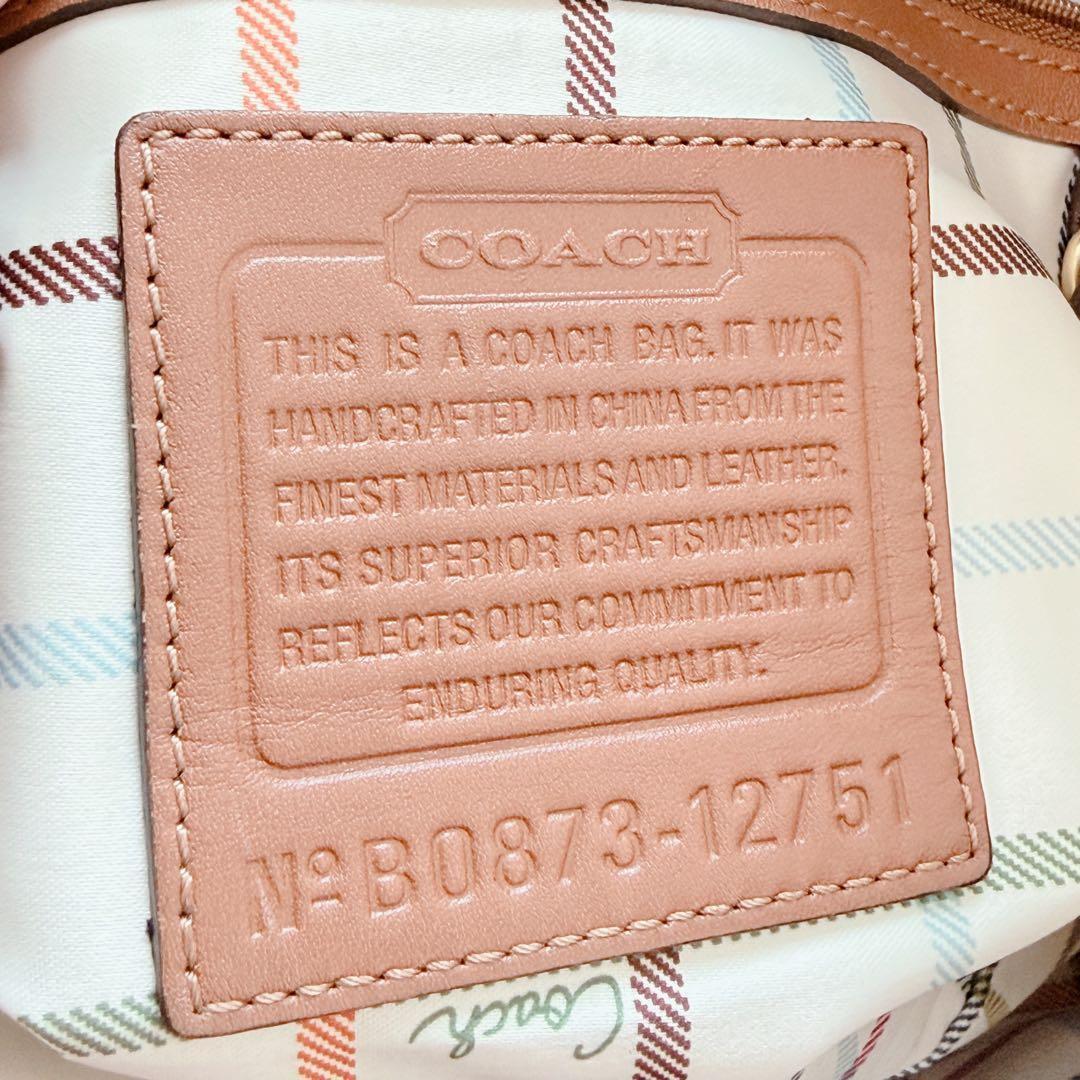 COACH
THIS IS A COACH BAG. IT WAS
HANDCRAFTED IN CHINA FROM THE
FINEST MATERIALS AND LEATHER.
ITS SUPERIOR CRAFTSMANSHIP
REFLECTS OUR COMMITMENT TO
ENDURING QUALITY.
Nº B0873-12751
Coach